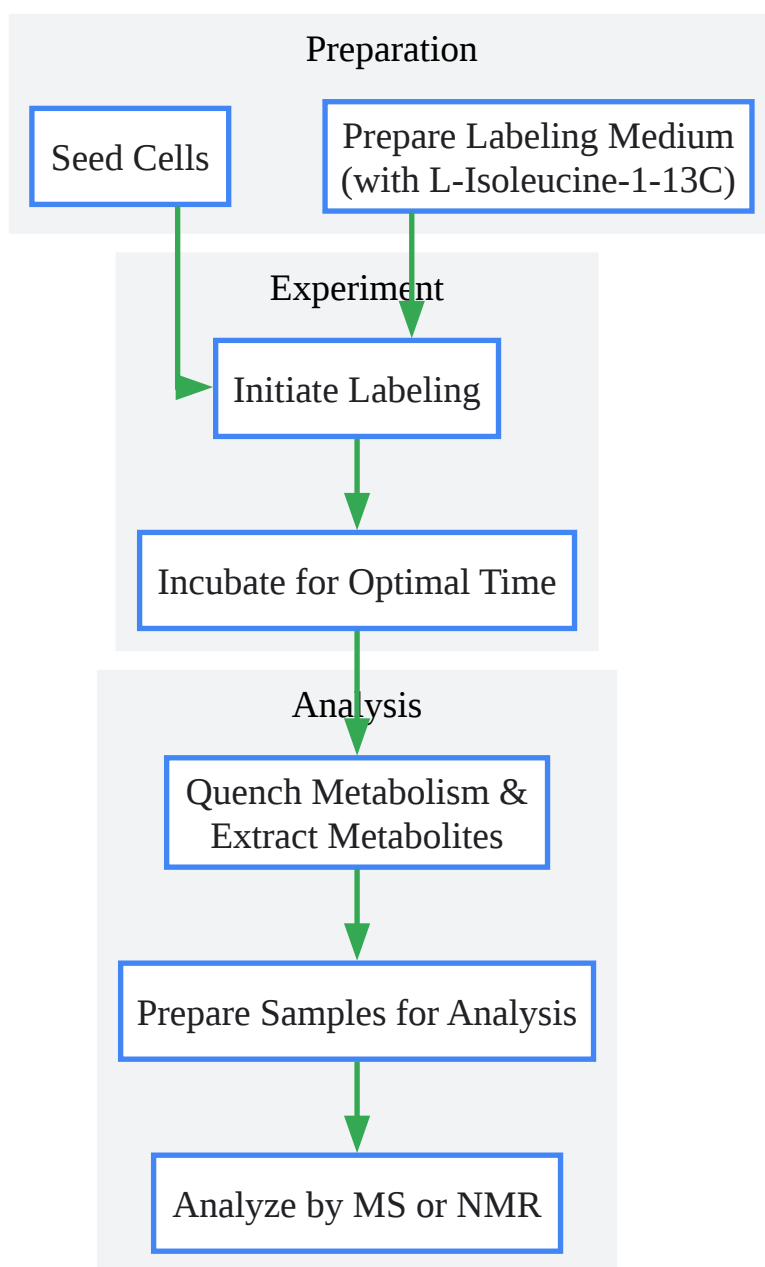 Preparation
Seed Cells
Prepare Labeling Medium
(with L-Isoleucine-1-13C)
Experiment
Initiate Labeling
Incubate for Optimal Time
Analysis
Quench Metabolism &
Extract Metabolites
Prepare Samples for Analysis
Analyze by MS or NMR